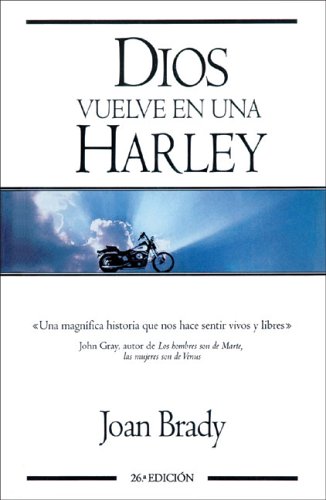 DIOS
VUELVE EN UNA
HARLEY
«Una magnífica historia que nos hace sentir vivos y libres»
John Gray, autor de Los hombres son de Marte,
las mujeres son de Venus
Joan Brady
26.ª EDICIÓN